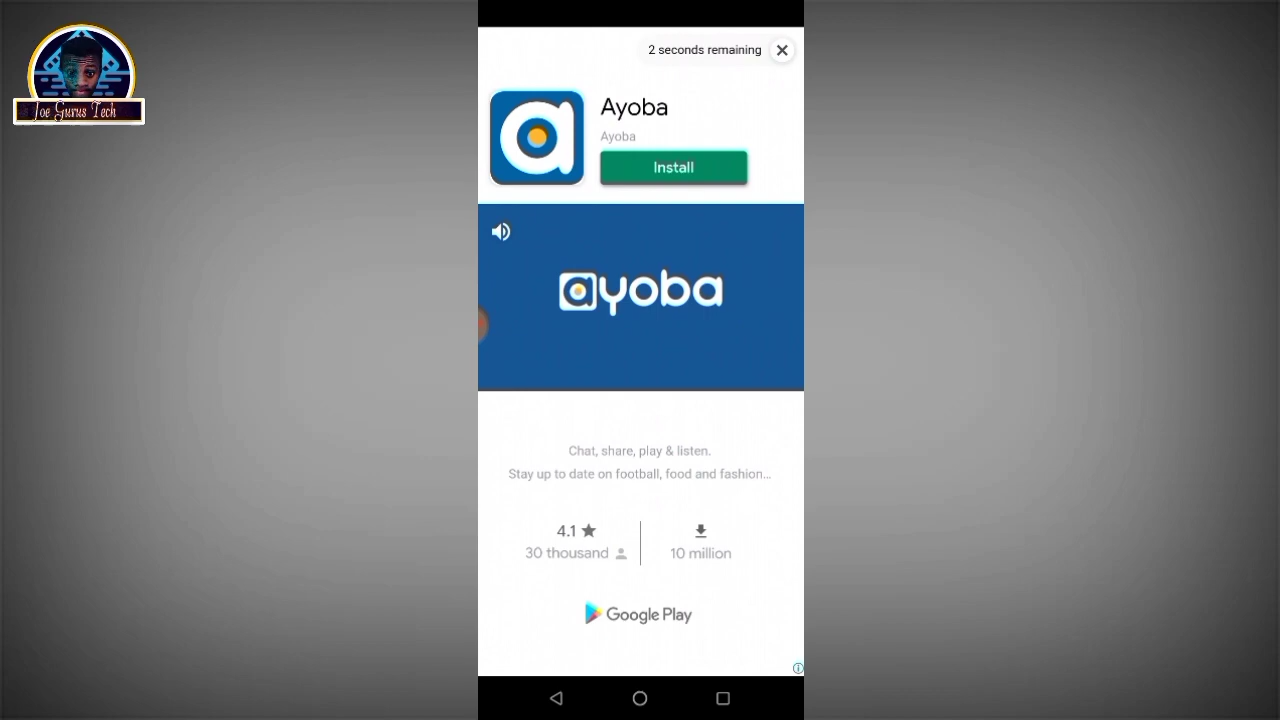 Joe Gurus Tech
2 seconds remaining
Ayoba
Ayoba
Install
ayoba
Chat, share, play & listen.
Stay up to date on football, food and fashion...
4.1
30 thousand
10 million
Google Play